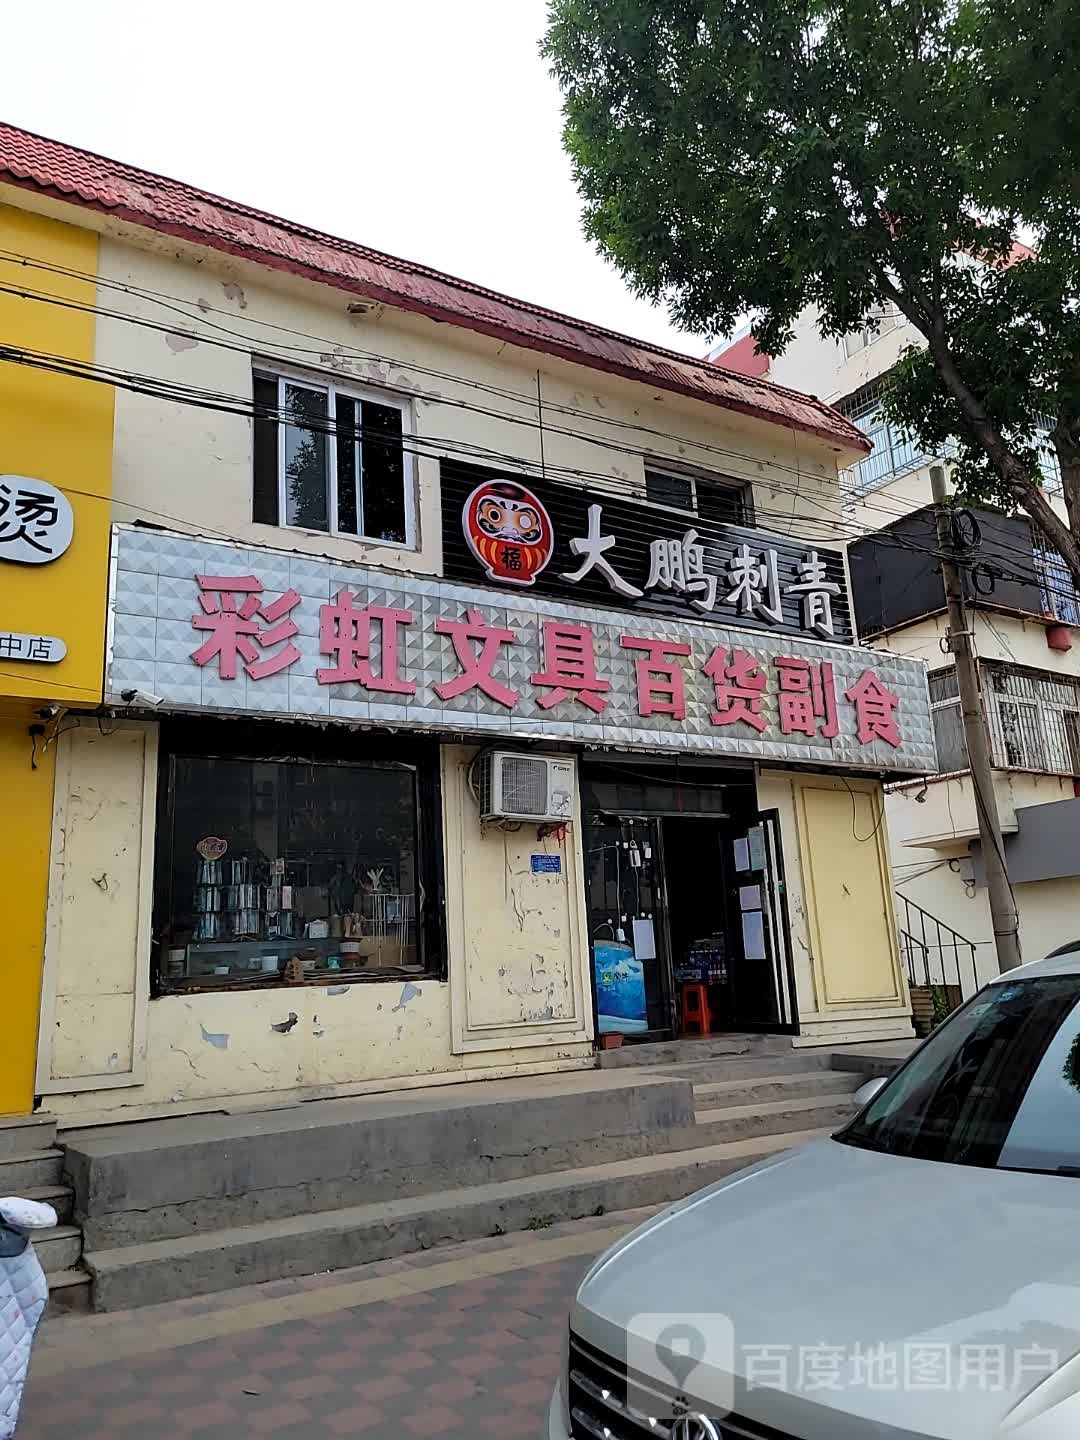 烫
中店
福
大鹏刺青
彩虹文具百货副食
百度地图用户